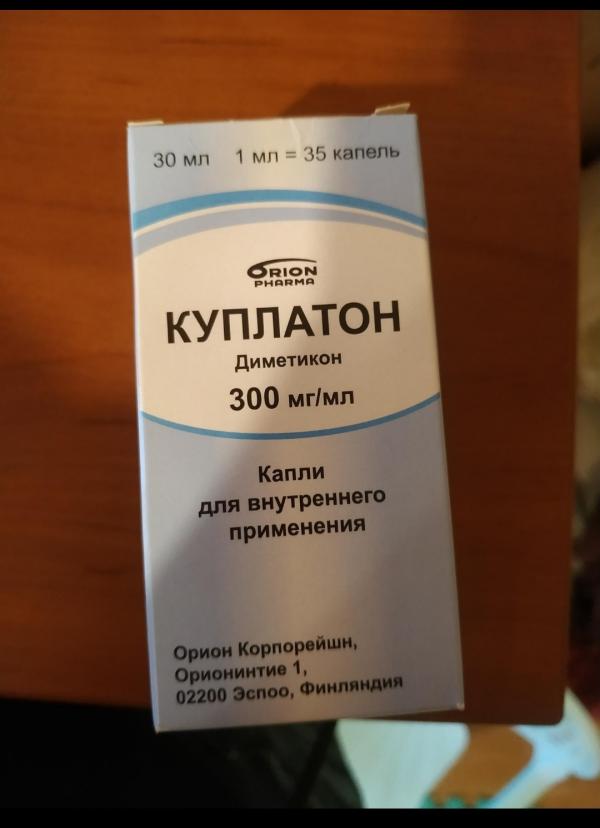 30 мл 1 мл = 35 капель
ORION
PHARMA
КУПЛАТОН
Диметикон
300 мг/мл
Капли
для внутреннего
применения
Орион Корпорейшн,
Орионинтие 1,
02200 Эспоо, Финляндия